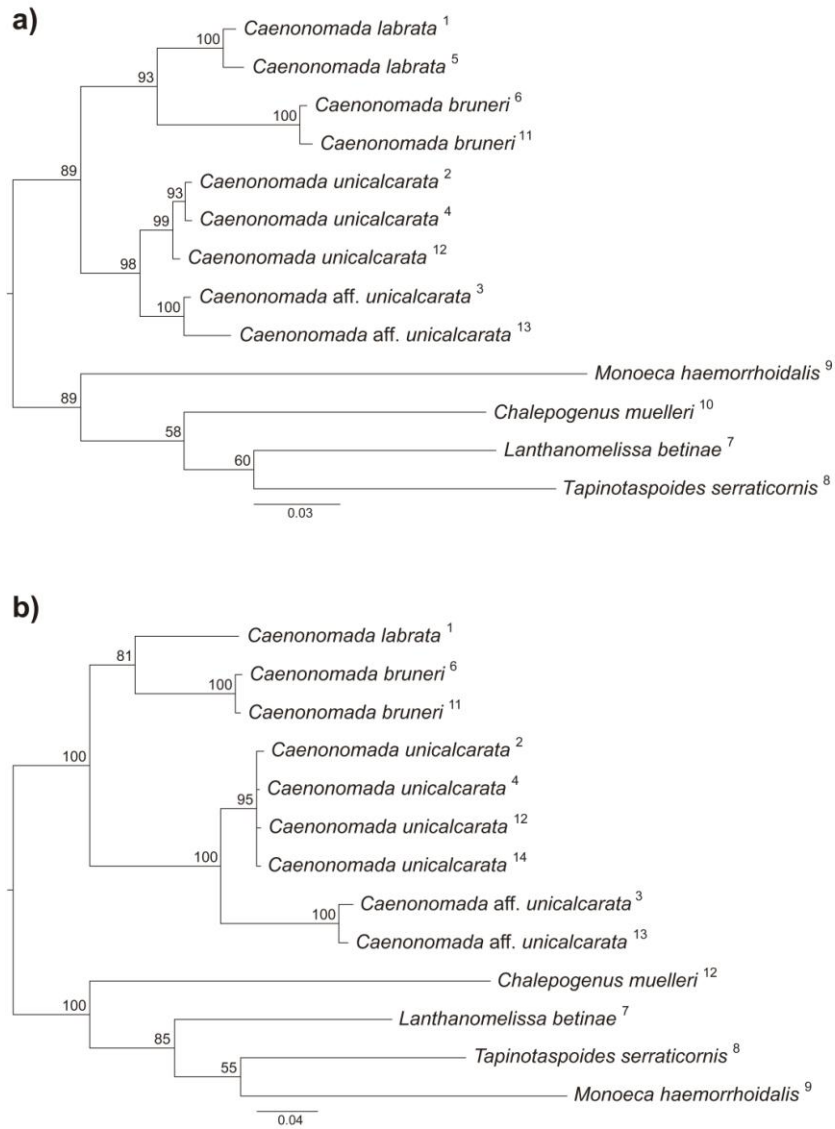 a)
Caenonomada labrata 1
100
Caenonomada labrata 5
93
Caenonomada bruneri 6
100
Caenonomada bruneri 11
89
Caenonomada unicalcarata 2
93
Caenonomada unicalcarata 4
99
Caenonomada unicalcarata 12
98
Caenonomada aff. unicalcarata 3
100
Caenonomada aff. unicalcarata 13
Monoeca haemorrhoidalis 9
89
Chalepogenus muelleri 10
58
Lanthanomelissa betinae 7
60
Tapinotaspoides serraticornis 8
0.03
b)
Caenonomada labrata 1
81
Caenonomada bruneri 6
100
Caenonomada bruneri 11
100
Caenonomada unicalcarata 2
Caenonomada unicalcarata 4
95
Caenonomada unicalcarata 12
100
Caenonomada unicalcarata 14
Caenonomada aff. unicalcarata 3
100
Caenonomada aff. unicalcarata 13
Chalepogenus muelleri 12
100
Lanthanomelissa betinae 7
85
Tapinotaspoides serraticornis 8
55
Monoeca haemorrhoidalis 9
0.04